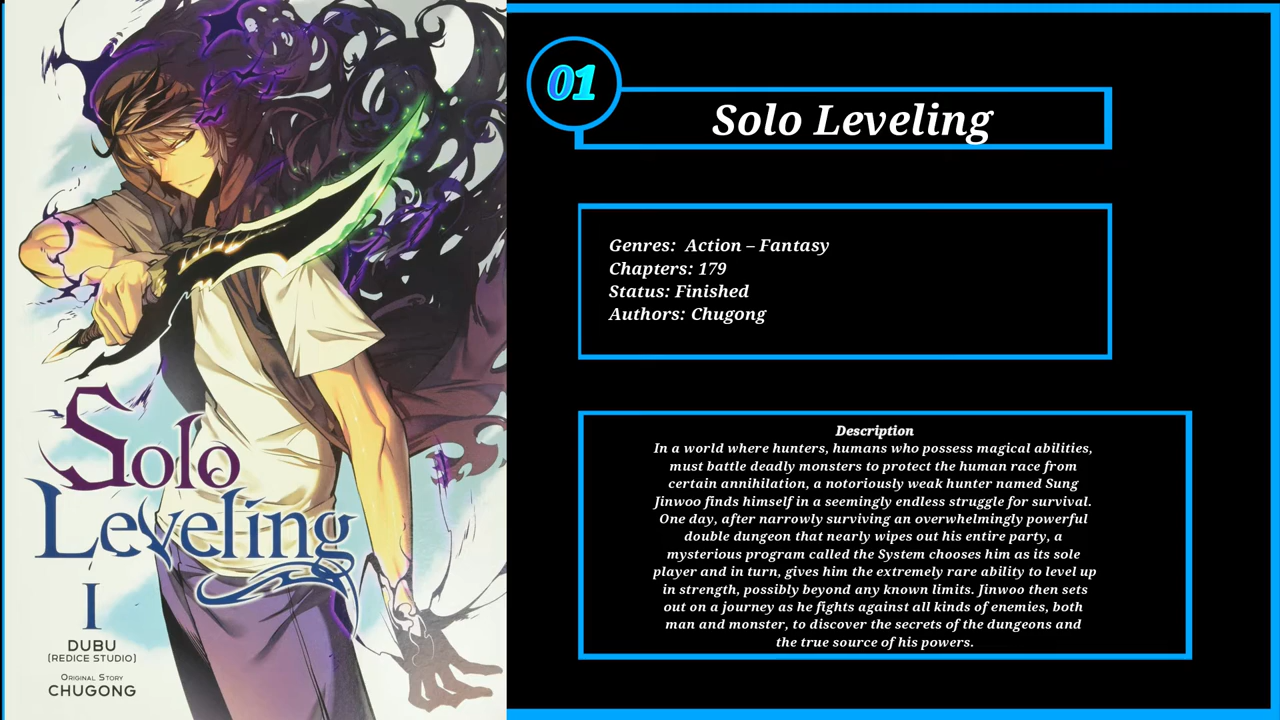 Solo
Leveling
I
DUBU
(REDICE STUDIO)
ORIGINAL STORY
CHUGONG
01
Solo Leveling
Genres:  Action – Fantasy
Chapters: 179
Status: Finished
Authors: Chugong
Description
In a world where hunters, humans who possess magical abilities,
must battle deadly monsters to protect the human race from
certain annihilation, a notoriously weak hunter named Sung
Jinwoo finds himself in a seemingly endless struggle for survival.
One day, after narrowly surviving an overwhelmingly powerful
double dungeon that nearly wipes out his entire party, a
mysterious program called the System chooses him as its sole
player and in turn, gives him the extremely rare ability to level up
in strength, possibly beyond any known limits. Jinwoo then sets
out on a journey as he fights against all kinds of enemies, both
man and monster, to discover the secrets of the dungeons and
the true source of his powers.